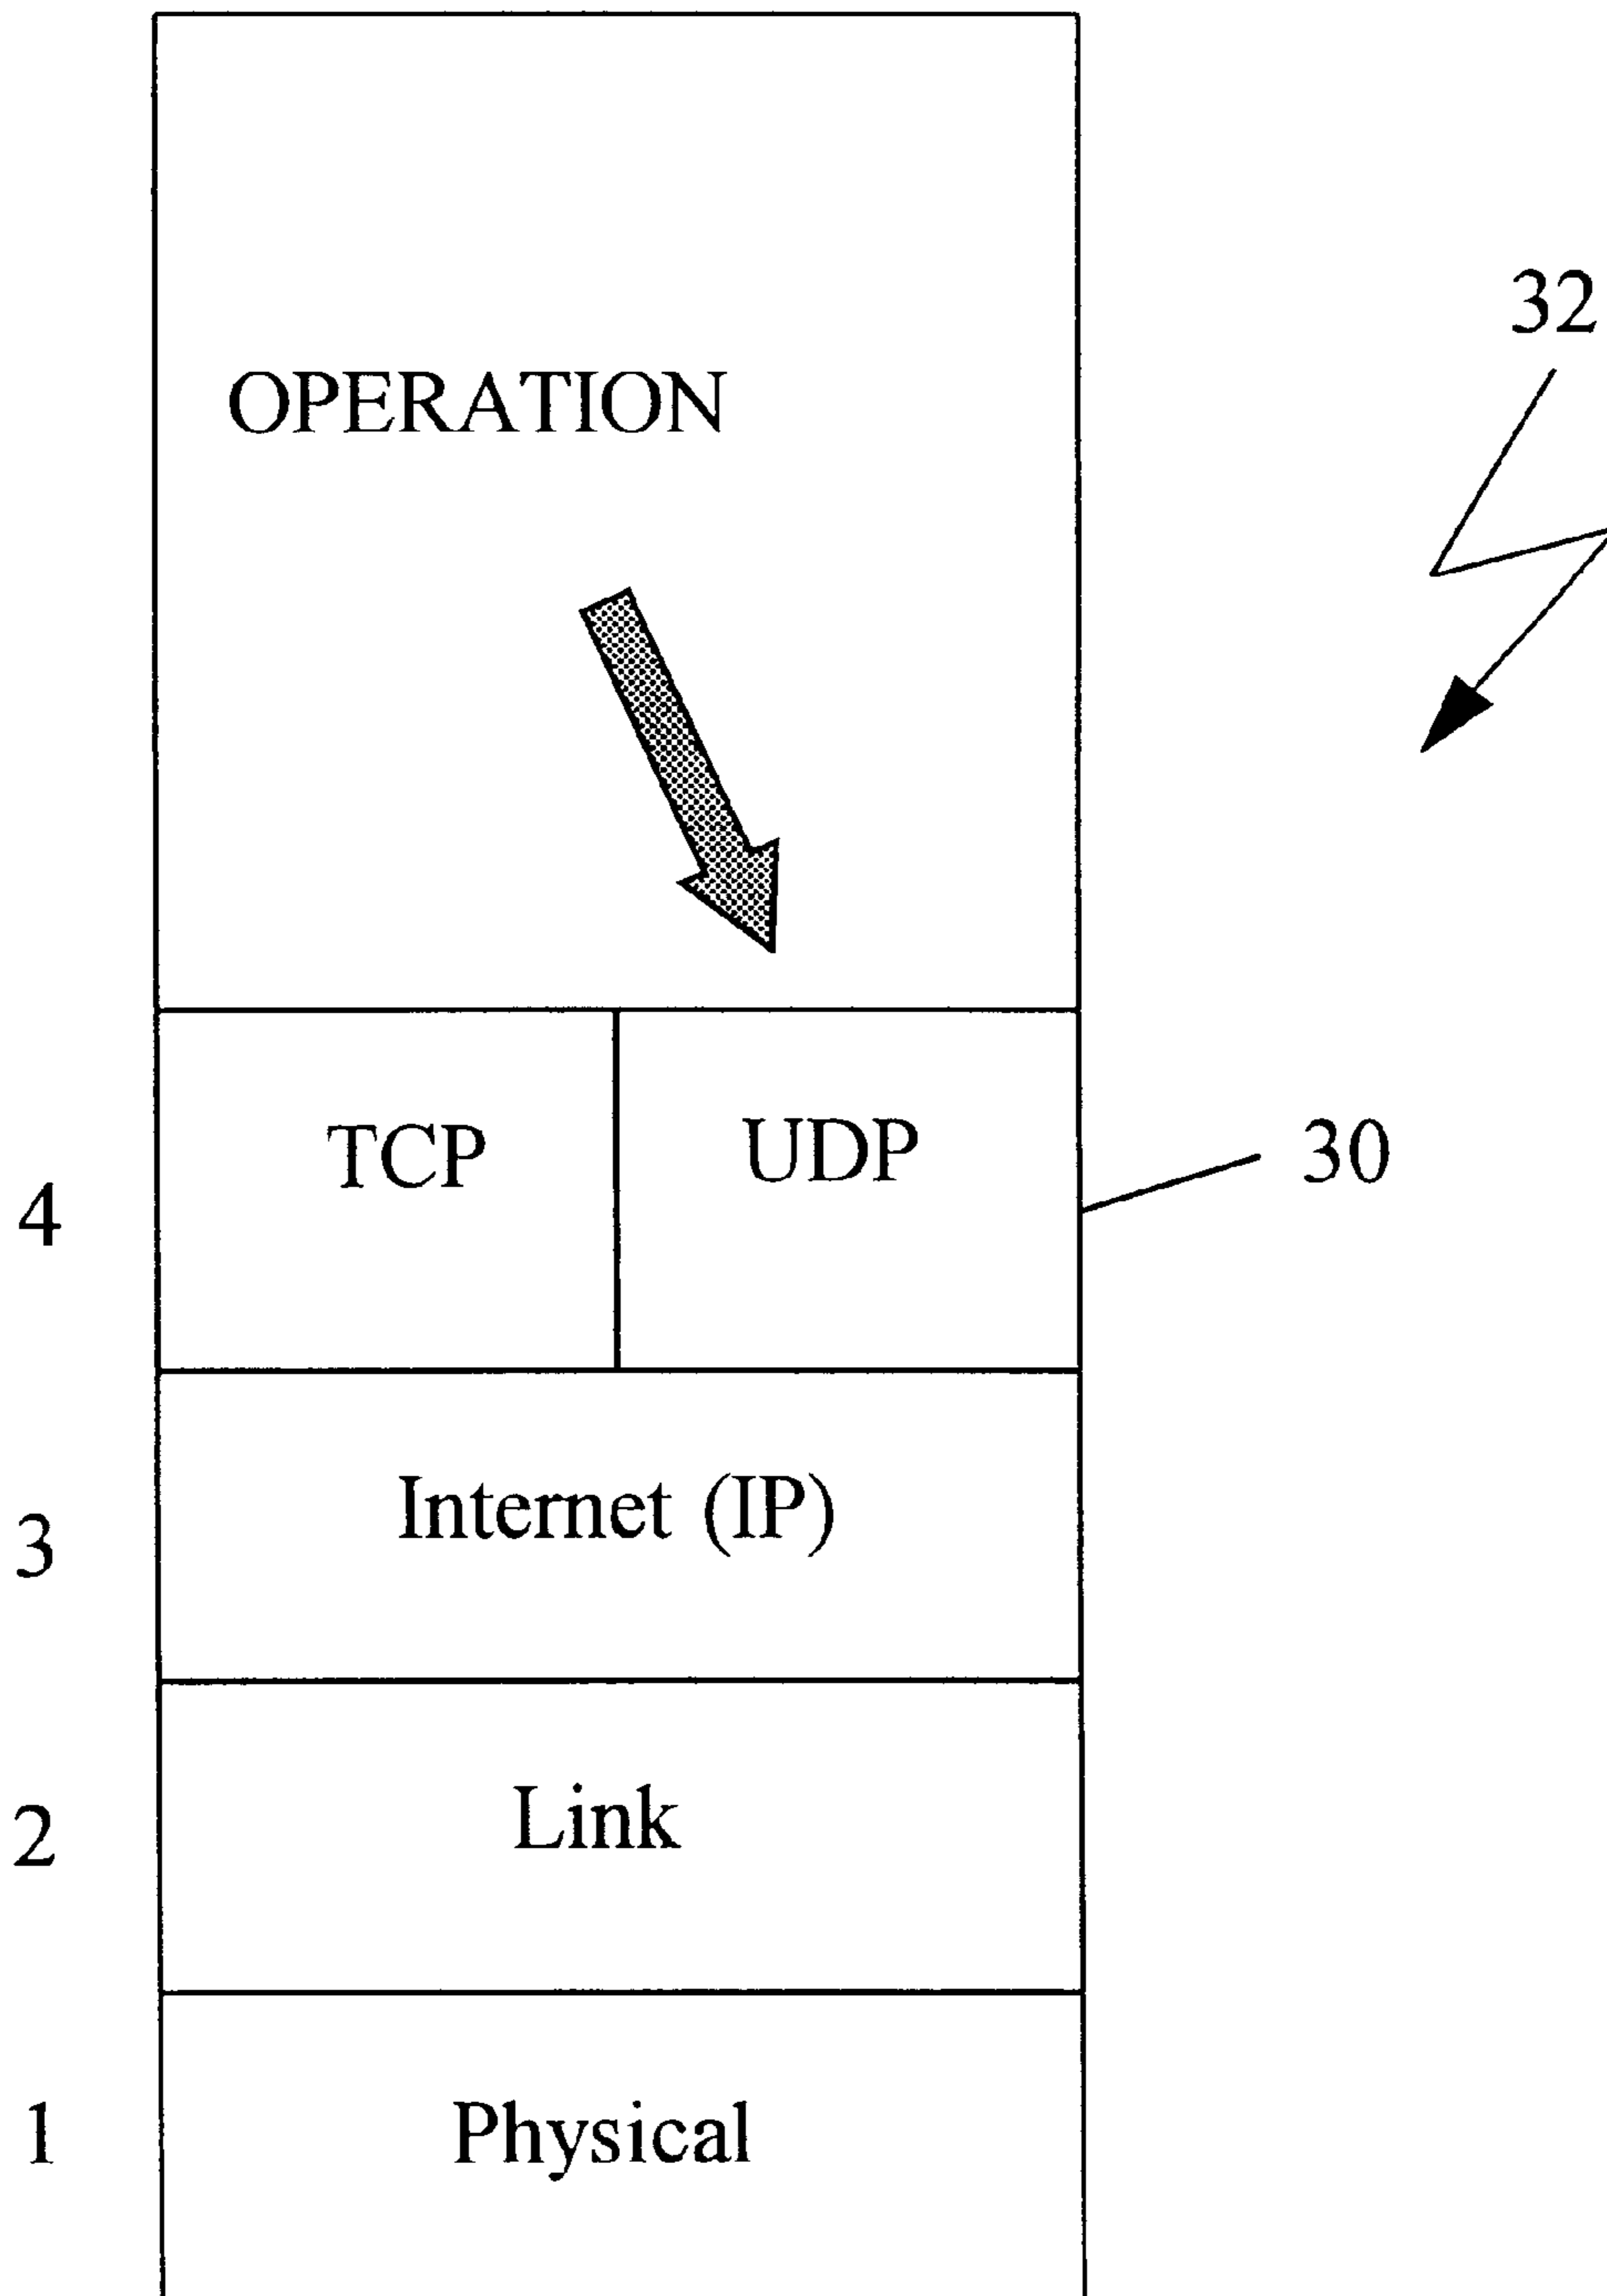 32
OPERATION
TCP
UDP
30
4
Internet (IP)
3
Link
2
Physical
1